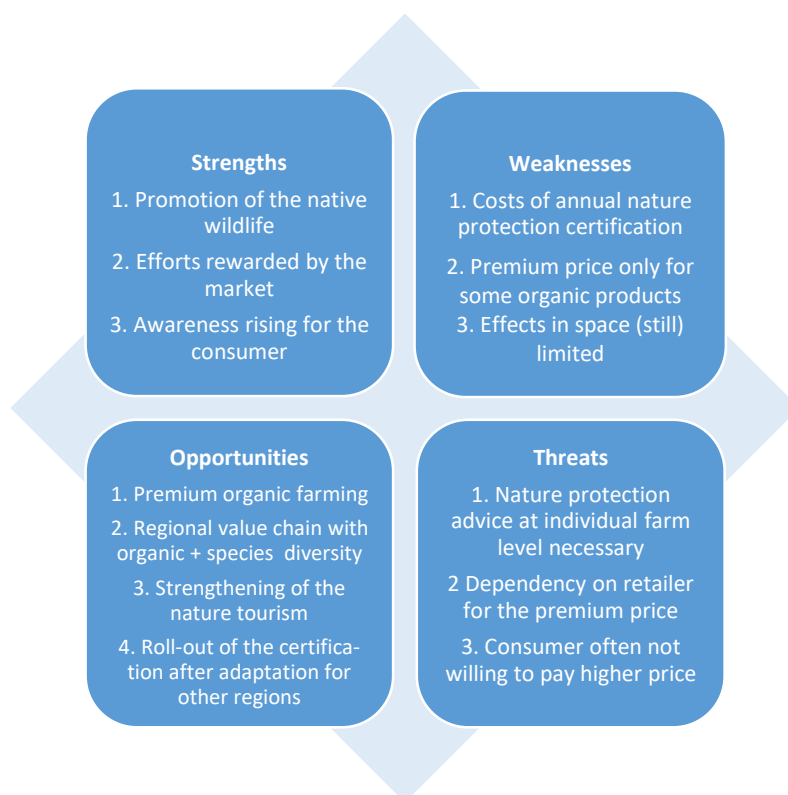 Strengths
1. Promotion of the native
wildlife
2. Efforts rewarded by the
market
3. Awareness rising for the
consumer
Weaknesses
1. Costs of annual nature
protection certification
2. Premium price only for
some organic products
3. Effects in space (still)
limited
Opportunities
1. Premium organic farming
2. Regional value chain with
organic + species diversity
3. Strengthening of the
nature tourism
4. Roll-out of the certifica-
tion after adaptation for
other regions
Threats
1. Nature protection
advice at individual farm
level necessary
2 Dependency on retailer
for the premium price
3. Consumer often not
willing to pay higher price